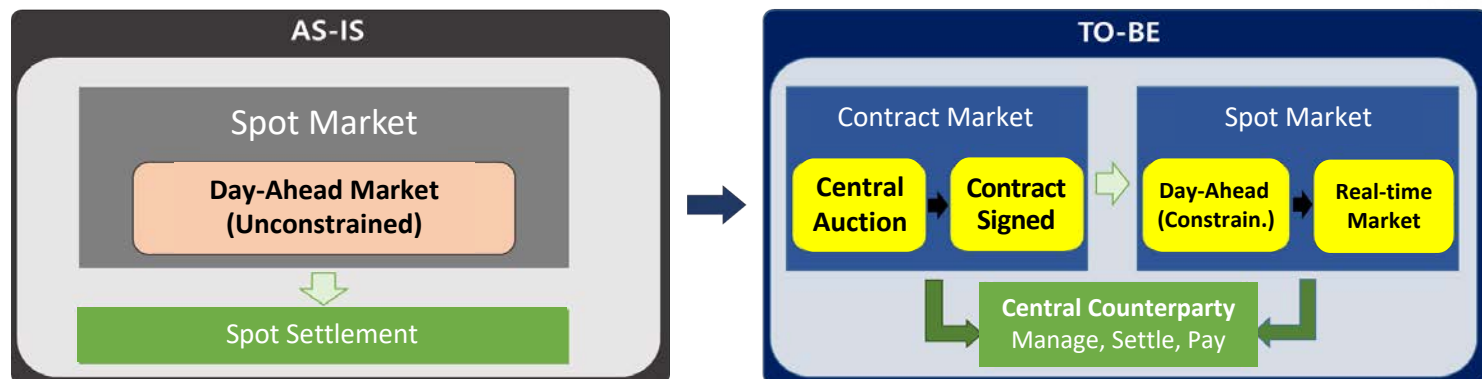 AS-IS
Spot Market
Day-Ahead Market
(Unconstrained)
Spot Settlement
TO-BE
Contract Market
Central
Auction
Contract
Signed
Spot Market
Day-Ahead
(Constrain.)
Real-time
Market
Central Counterparty
Manage, Settle, Pay